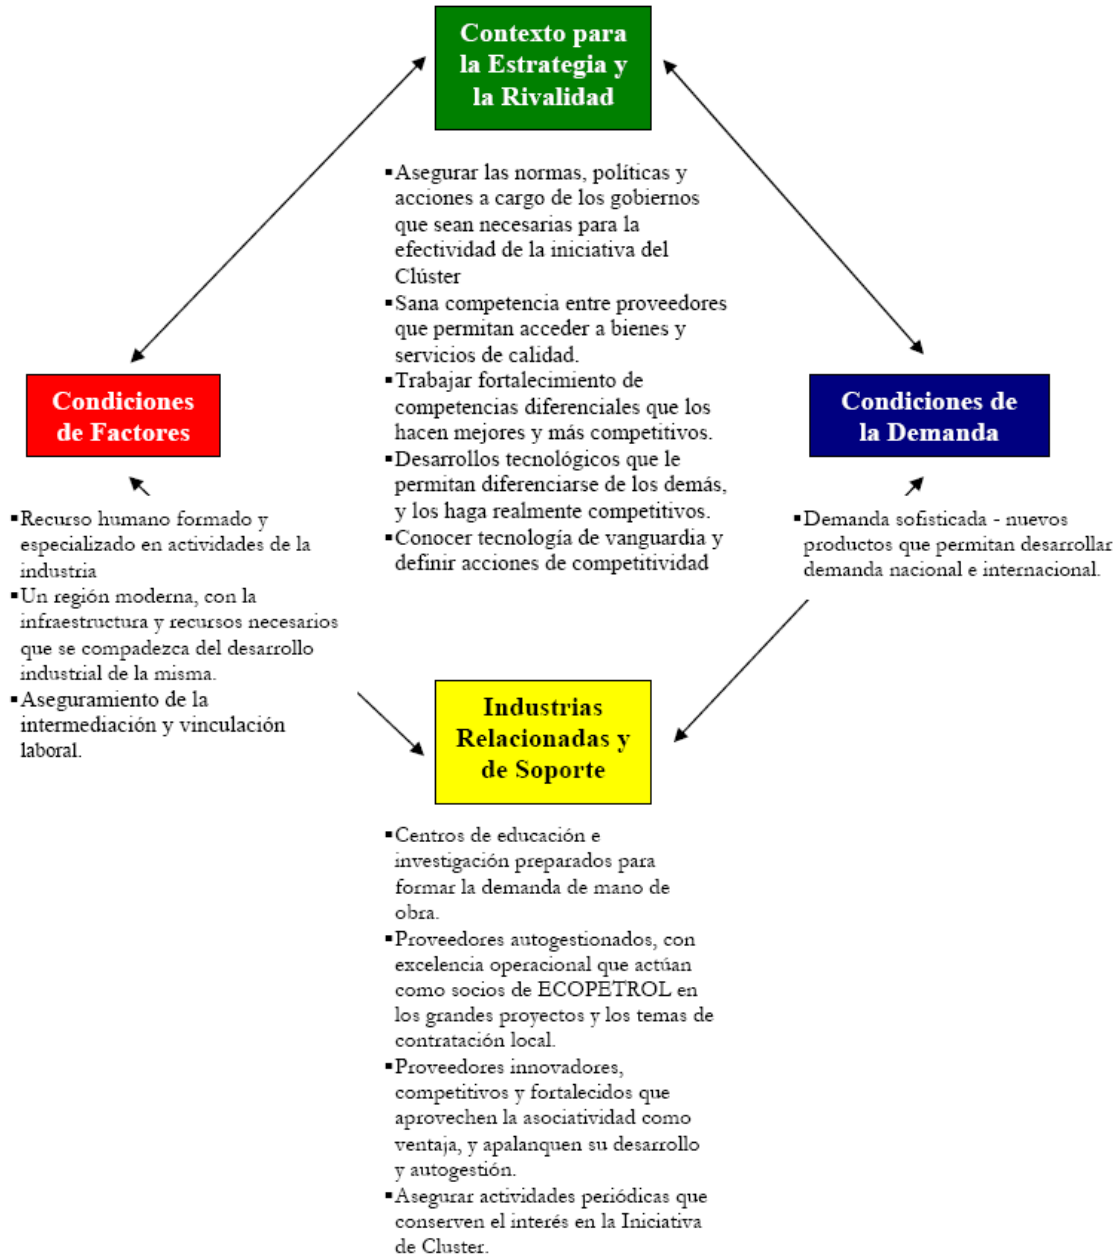 Contexto para
la Estrategia y
la Rivalidad
▪Asegurar las normas, políticas y
acciones a cargo de los gobiernos
que sean necesarias para la
efectividad de la iniciativa del
Clúster
▪Sana competencia entre proveedores
que permitan acceder a bienes y
servicios de calidad.
▪Trabajar fortalecimiento de
competencias diferenciales que los
hacen mejores y más competitivos.
▪Desarrollos tecnológicos que le
permitan diferenciarse de los demás,
y los haga realmente competitivos.
▪Conocer tecnología de vanguardia y
definir acciones de competitividad
Condiciones
de Factores
▪Recurso humano formado y
especializado en actividades de la
industria
▪Un región moderna, con la
infraestructura y recursos necesarios
que se compadezca del desarrollo
industrial de la misma.
▪Aseguramiento de la
intermediación y vinculación
laboral.
Condiciones de
la Demanda
▪Demanda sofisticada - nuevos
productos que permitan desarrollar
demanda nacional e internacional.
Industrias
Relacionadas y
de Soporte
▪Centros de educación e
investigación preparados para
formar la demanda de mano de
obra.
▪Proveedores autogestionados, con
excelencia operacional que actúan
como socios de ECOPETROL en
los grandes proyectos y los temas de
contratación local.
▪Proveedores innovadores,
competitivos y fortalecidos que
aprovechen la asociatividad como
ventaja, y apalanquen su desarrollo
y autogestión.
▪Asegurar actividades periódicas que
conserven el interés en la Iniciativa
de Cluster.